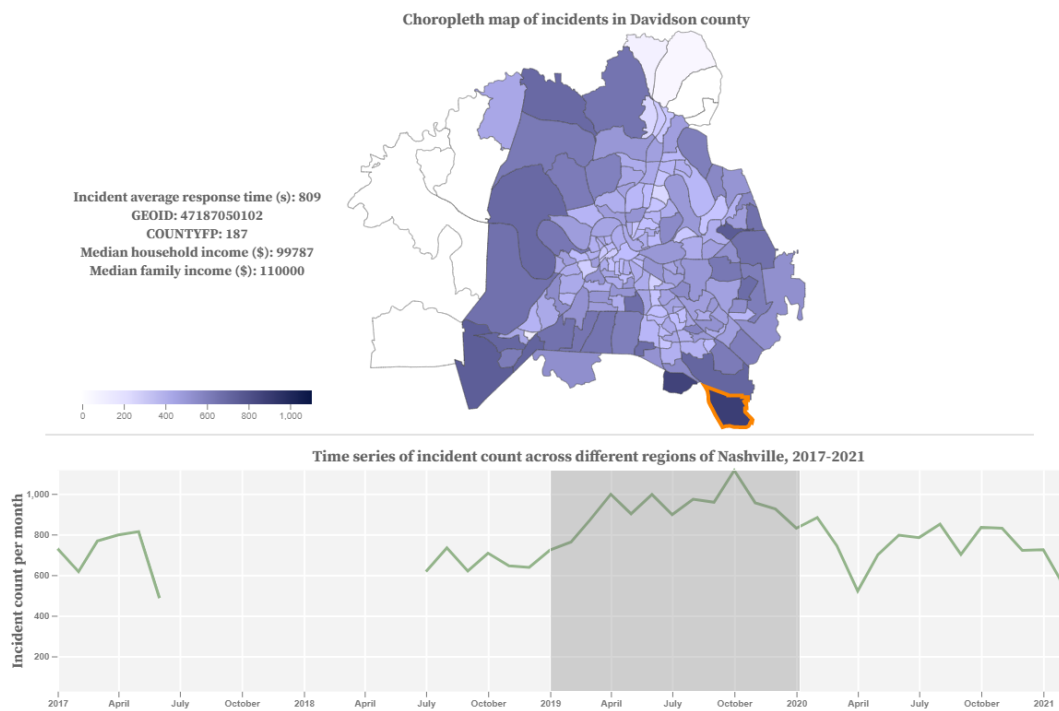 Choropleth map of incidents in Davidson county
Incident average response time (s): 809
GEOID: 47187050102
COUNTYFP: 187
Median household income ($): 99787
Median family income ($): 110000
0 200 400 600 800 1,000
Time series of incident count across different regions of Nashville, 2017-2021
Incident count per month
1,000
800
600
400
200
2017 April July October 2018 April July October 2019 April July October 2020 April July October 2021